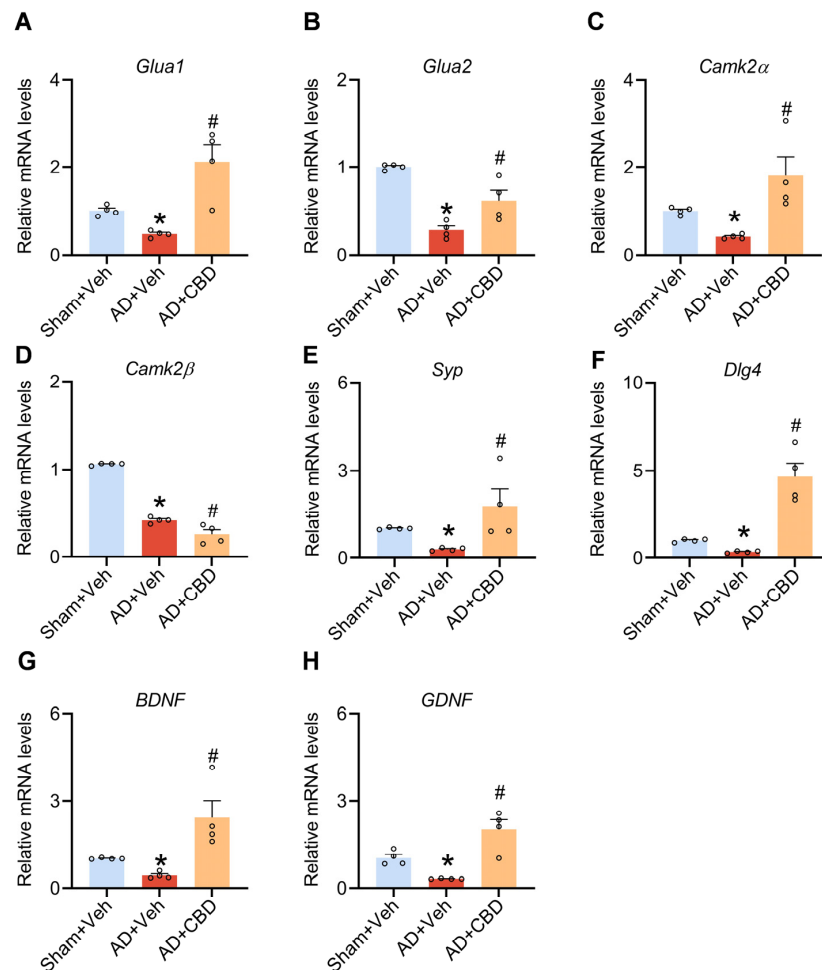 A
Glua1
Relative mRNA levels
4
2
0
*
#
Sham+Veh
AD+Veh
AD+CBD
B
Glua2
Relative mRNA levels
2
1
0
*
#
Sham+Veh
AD+Veh
AD+CBD
C
Camk2α
Relative mRNA levels
4
2
0
*
#
Sham+Veh
AD+Veh
AD+CBD
D
Camk2β
Relative mRNA levels
2
1
0
*
#
Sham+Veh
AD+Veh
AD+CBD
E
Syp
Relative mRNA levels
6
3
0
*
#
Sham+Veh
AD+Veh
AD+CBD
F
Dlg4
Relative mRNA levels
10
5
0
*
#
Sham+Veh
AD+Veh
AD+CBD
G
BDNF
Relative mRNA levels
6
3
0
*
#
Sham+Veh
AD+Veh
AD+CBD
H
GDNF
Relative mRNA levels
6
3
0
*
#
Sham+Veh
AD+Veh
AD+CBD